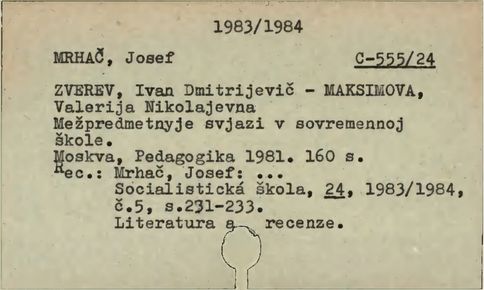 1983/1984
MRHAČ, Josef C-555/24
ZVEREV, Ivan Dmitrijevič - MAKSIMOVA,
Valerija Nikolajevna
Mežpredmetnyje svjazi v sovremennoj
škole.
Moskva, Pedagogika 1981. 160 s.
Rec.: Mrhač, Josef: ...
Socialistická škola, 24, 1983/1984,
č.5, s.231-233.
Literatura a recenze.